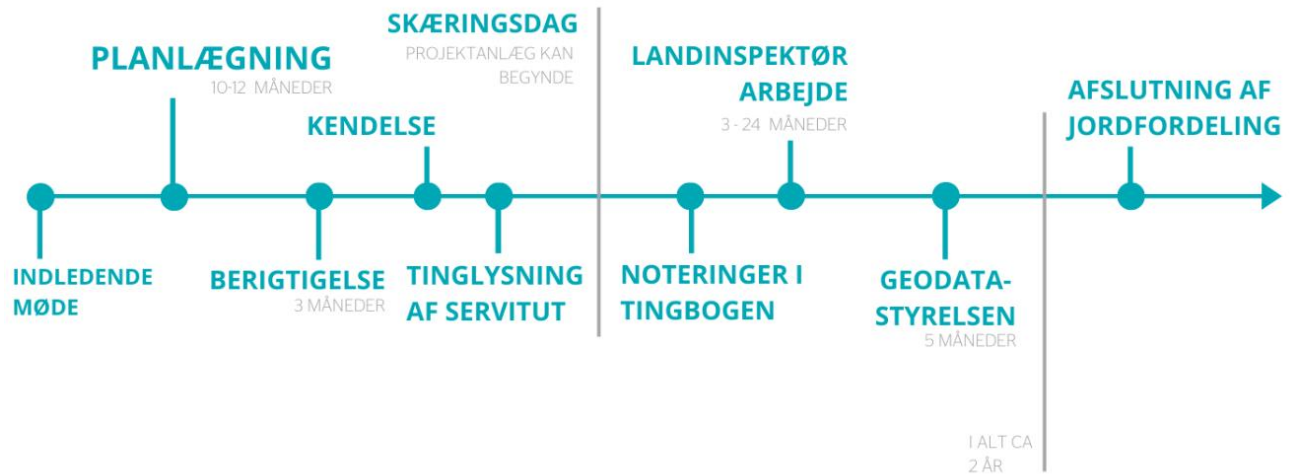 SKÆRINGSDAG
PROJEKTANLÆG KAN
BEGYNDE
PLANLÆGNING
10-12 MÅNEDER
KENDELSE
LANDINSPEKTØR
ARBEJDE
3 - 24 MÅNEDER
AFSLUTNING AF
JORDFORDELING
INDLEDENDE
MØDE
BERIGTIGELSE
3 MÅNEDER
TINGLYSNING
AF SERVITUT
NOTERINGER I
TINGBOGEN
GEODATA-
STYRELSEN
5 MÅNEDER
I ALT CA
2 ÅR